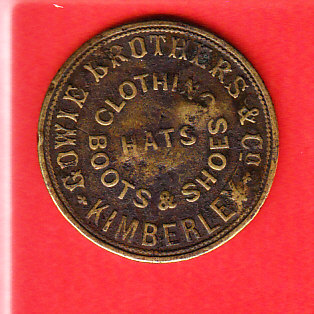 BROTHERS & Co.
KIMBERLEY
CLOTHING
HATS
BOOTS & SHOES